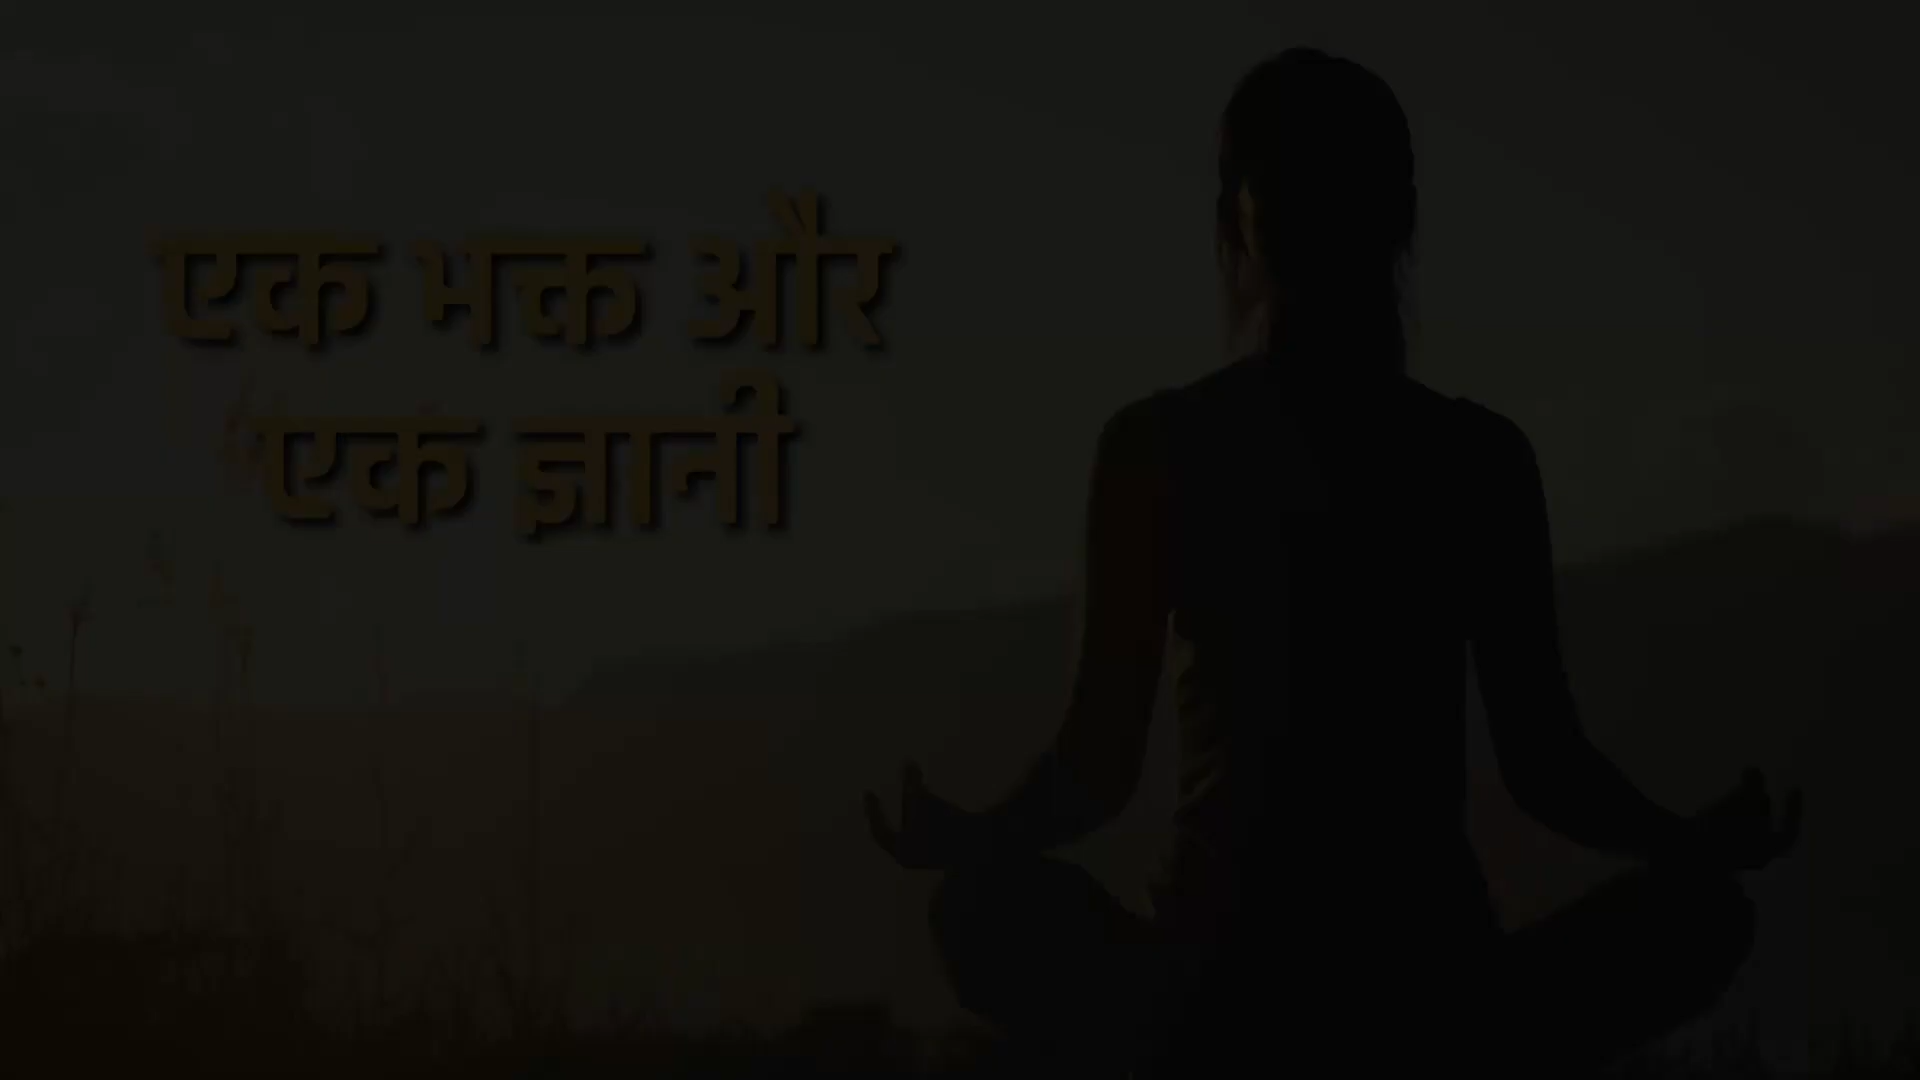 एक भक्त और
एक ज्ञानी